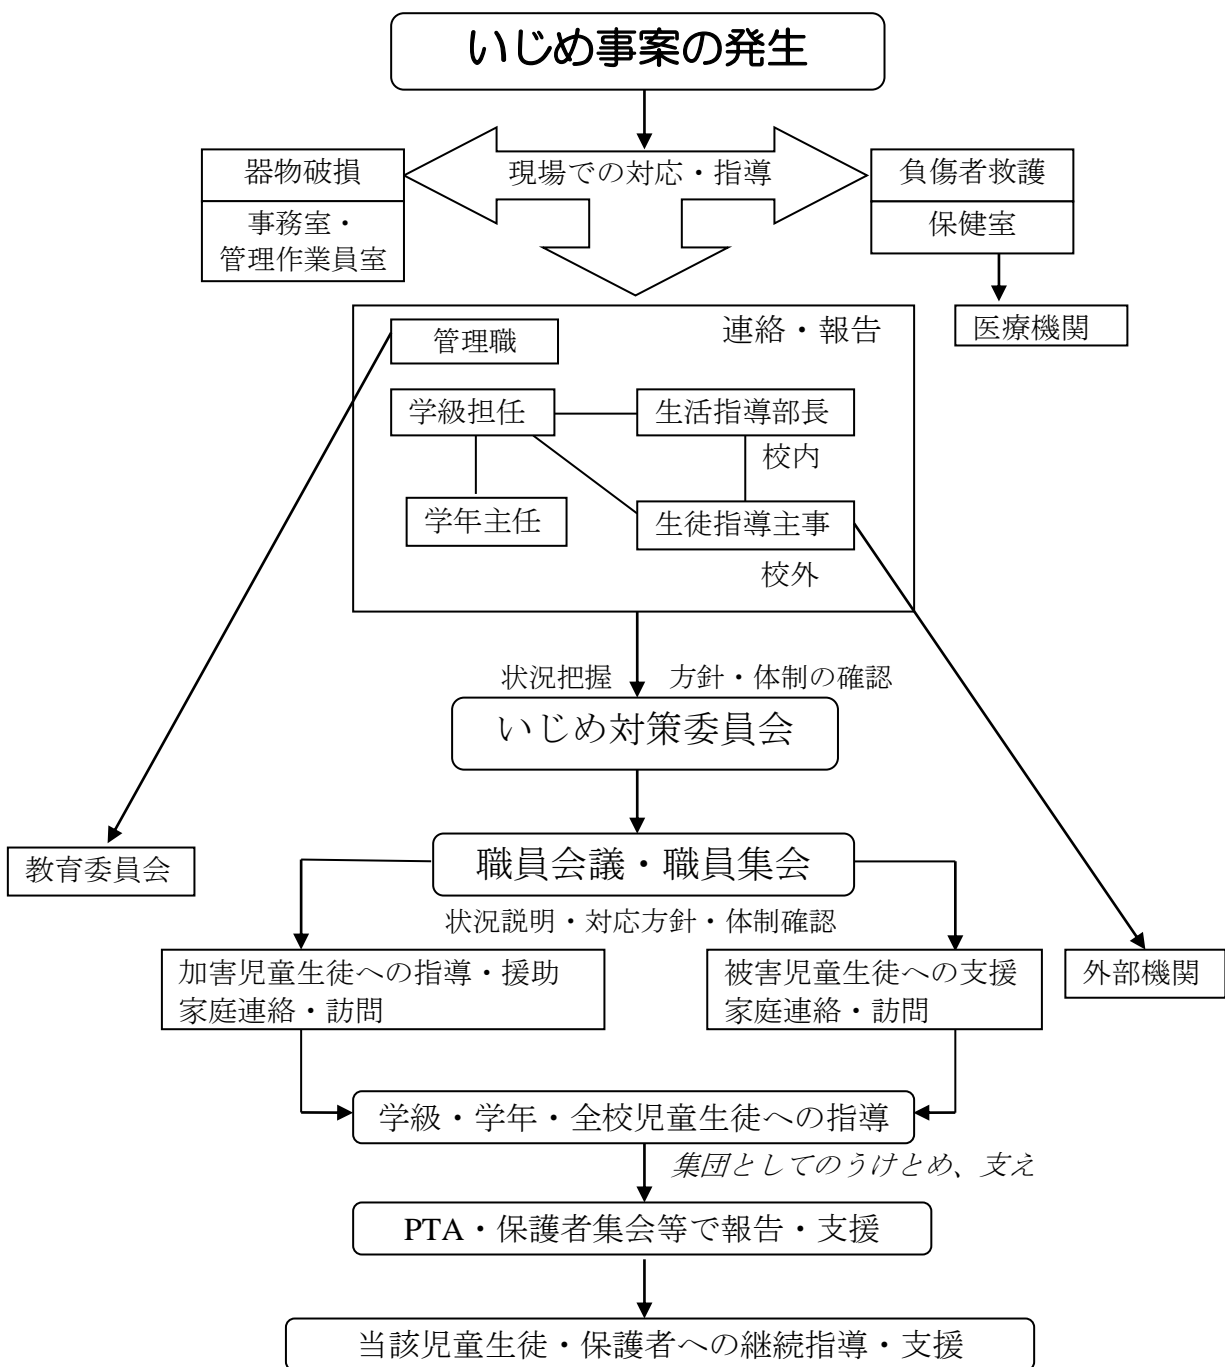 いじめ事案の発生
器物破損
事務室・
管理作業員室
現場での対応・指導
負傷者救護
保健室
医療機関
連絡・報告
管理職
学級担任
生活指導部長
校内
学年主任
生徒指導主事
校外
状況把握
方針・体制の確認
いじめ対策委員会
教育委員会
職員会議・職員集会
状況説明・対応方針・体制確認
加害児童生徒への指導・援助
家庭連絡・訪問
被害児童生徒への支援
家庭連絡・訪問
外部機関
学級・学年・全校児童生徒への指導
集団としてのうけとめ、支え
PTA・保護者集会等で報告・支援
当該児童生徒・保護者への継続指導・支援